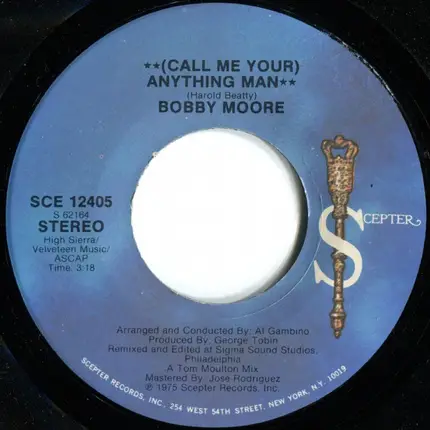 **(CALL ME YOUR)
ANYTHING MAN**
(Harold Beatty)
BOBBY MOORE
SCE 12405
S 62164
STEREO
High Sierra/
Velveteen Music/
ASCAP
Time: 3:18
SCEPTER
Arranged and Conducted By: Al Gambino
Produced By: George Tobin
Remixed and Edited at Sigma Sound Studios,
Philadelphia
A Tom Moulton Mix
Mastered By: Jose Rodriguez
℗ 1975 Scepter Records, Inc.
SCEPTER RECORDS, INC., 254 WEST 54TH STREET, NEW YORK, N.Y. 10019